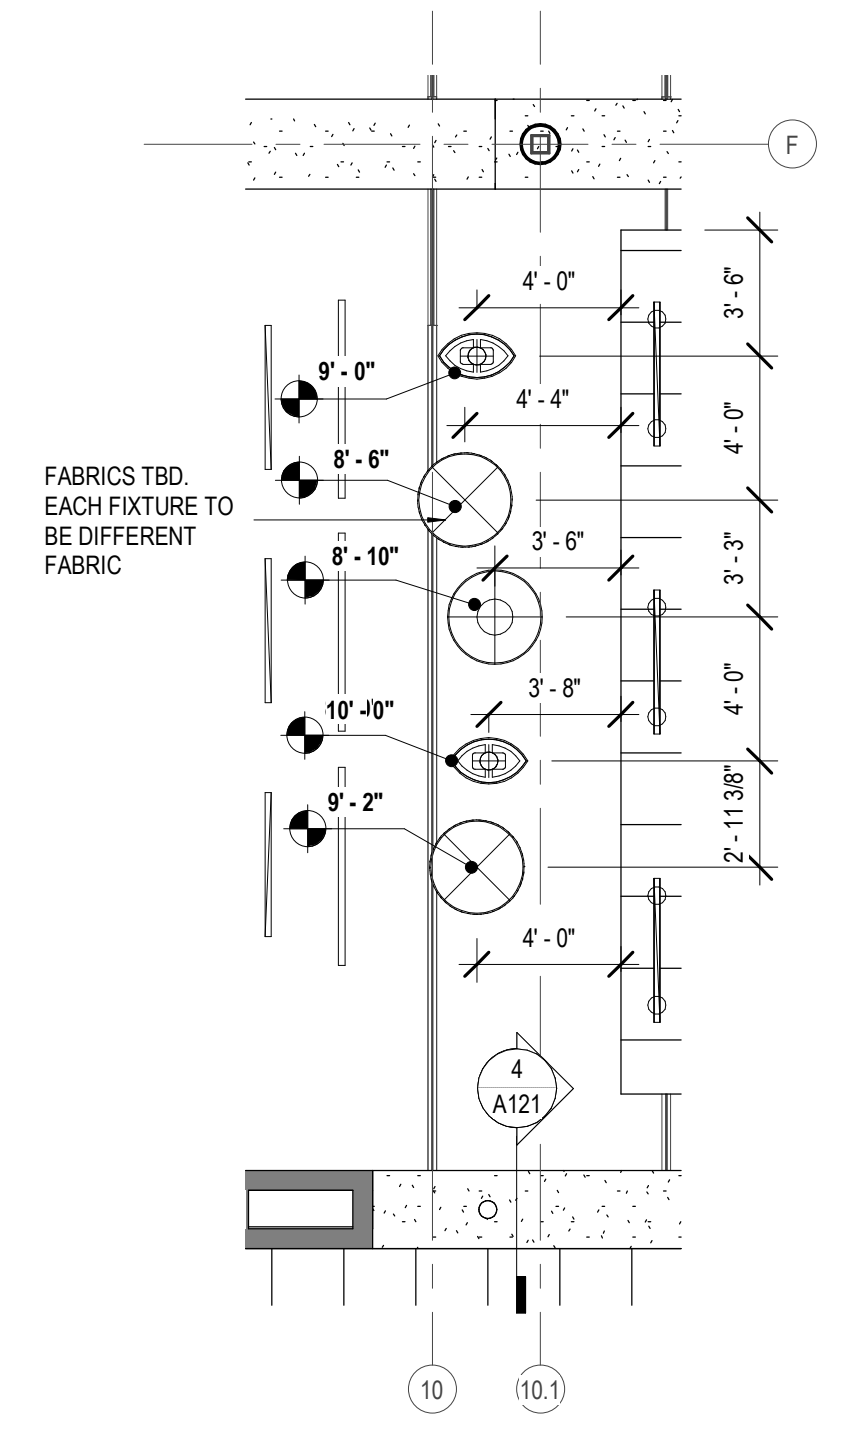 F
4' - 0"
3' - 6"
9' - 0"
4' - 4"
4' - 0"
8' - 6"
FABRICS TBD.
EACH FIXTURE TO
BE DIFFERENT
FABRIC
3' - 6"
8' - 10"
3' - 3"
3' - 8"
4' - 0"
10' - 0"
9' - 2"
2' - 11 3/8"
4' - 0"
4
A121
10
10.1